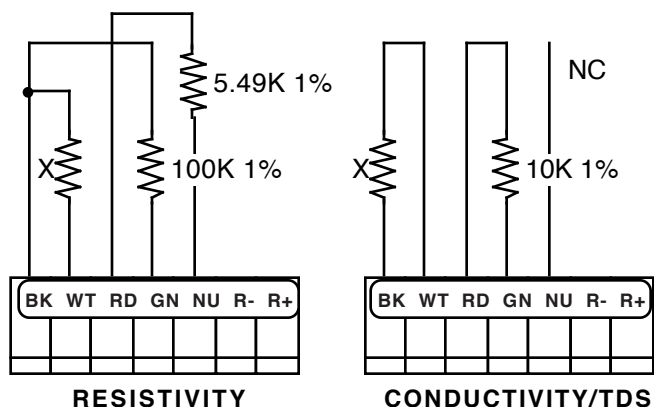 5.49K 1%
X
100K 1%
BK WT RD GN NU R- R+
RESISTIVITY
NC
X
10K 1%
BK WT RD GN NU R- R+
CONDUCTIVITY/TDS